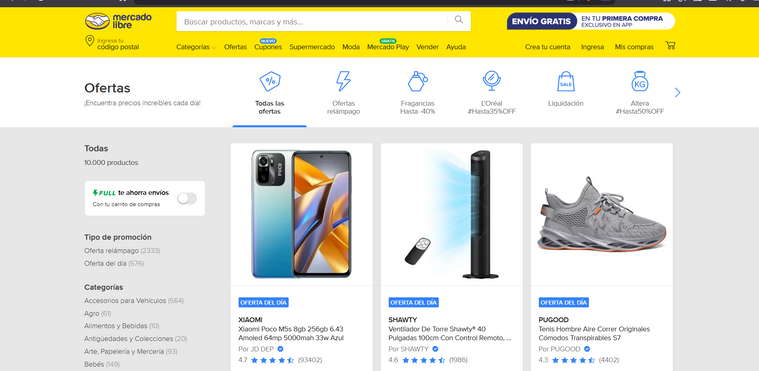 mercado
libre
Buscar productos, marcas y más...
ENVÍO GRATIS
EN TU PRIMERA COMPRA
EXCLUSIVO EN APP
Ingresa tu
código postal
NUEVO
GRATIS
Categorías Ofertas Cupones Supermercado Moda Mercado Play Vender Ayuda
Crea tu cuenta Ingresa Mis compras
Ofertas
¡Encuentra precios increíbles cada día!
Todas las
ofertas
Ofertas
relámpago
Fragancias
Hasta -40%
L'Oréal
#Hasta35%OFF
SALE
Liquidación
KG
Altera
#Hasta50%OFF
Todas
10,000 productos
FULL te ahorra envíos
Con tu carrito de compras
Tipo de promoción
Oferta relámpago (2333)
Oferta del día (576)
Categorías
Accesorios para Vehículos (564)
Agro (61)
Alimentos y Bebidas (10)
Antigüedades y Colecciones (20)
Arte, Papelería y Mercería (93)
Bebés (149)
POCO
OFERTA DEL DÍA
XIAOMI
Xiaomi Poco M5s 8gb 256gb 6.43
Amoled 64mp 5000mah 33w Azul
Por JD DEP
4.7 (93402)
OFERTA DEL DÍA
SHAWTY
Ventilador De Torre Shawty® 40
Pulgadas 100cm Con Control Remoto, ...
Por SHAWTY
4.6 (1986)
OFERTA DEL DÍA
PUGOOD
Tenis Hombre Aire Correr Originales
Cómodos Transpirables S7
Por PUGOOD
4.3 (4402)